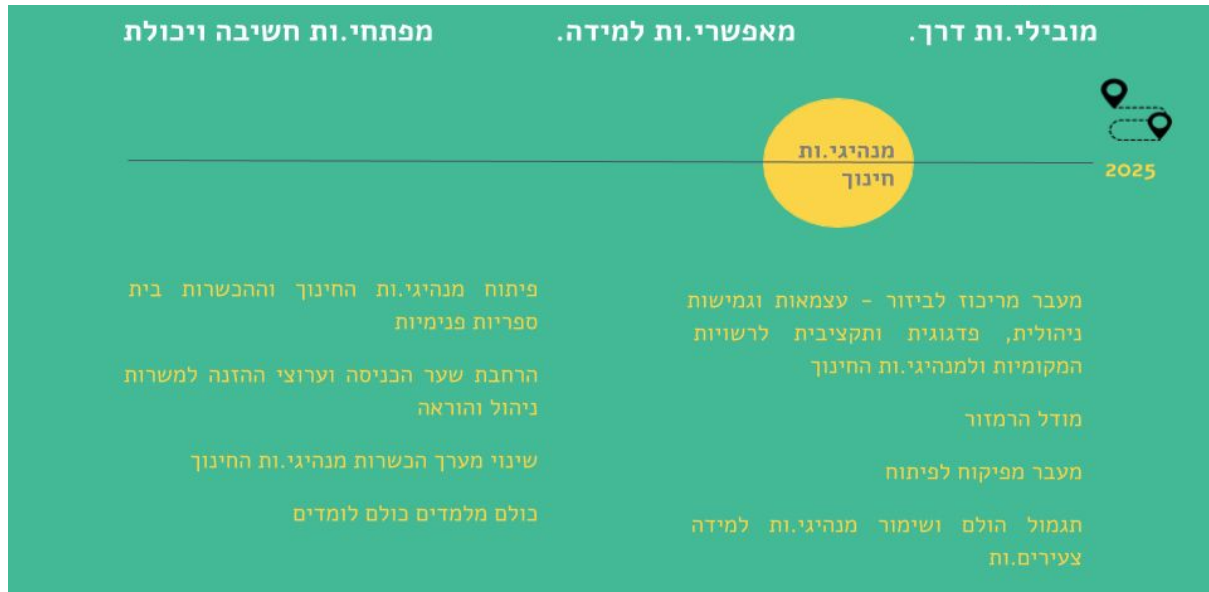 מובילי.ות דרך. מאפשרי.ות למידה. מפתחי.ות חשיבה ויכולת
2025
מנהיגי.ות
חינוך
מעבר מריכוז לביזור - עצמאות וגמישות
ניהולית, פדגוגית ותקציבית לרשויות
המקומיות ולמנהיגי.ות החינוך
מודל הרמזור
מעבר מפיקוח לפיתוח
תגמול הולם ושימור מנהיגי.ות למידה
צעירים.ות
פיתוח מנהיגי.ות החינוך וההכשרות בית
ספריות פנימיות
הרחבת שער הכניסה וערוצי ההזנה למשרות
ניהול והוראה
שינוי מערך הכשרות מנהיגי.ות החינוך
כולם מלמדים כולם לומדים